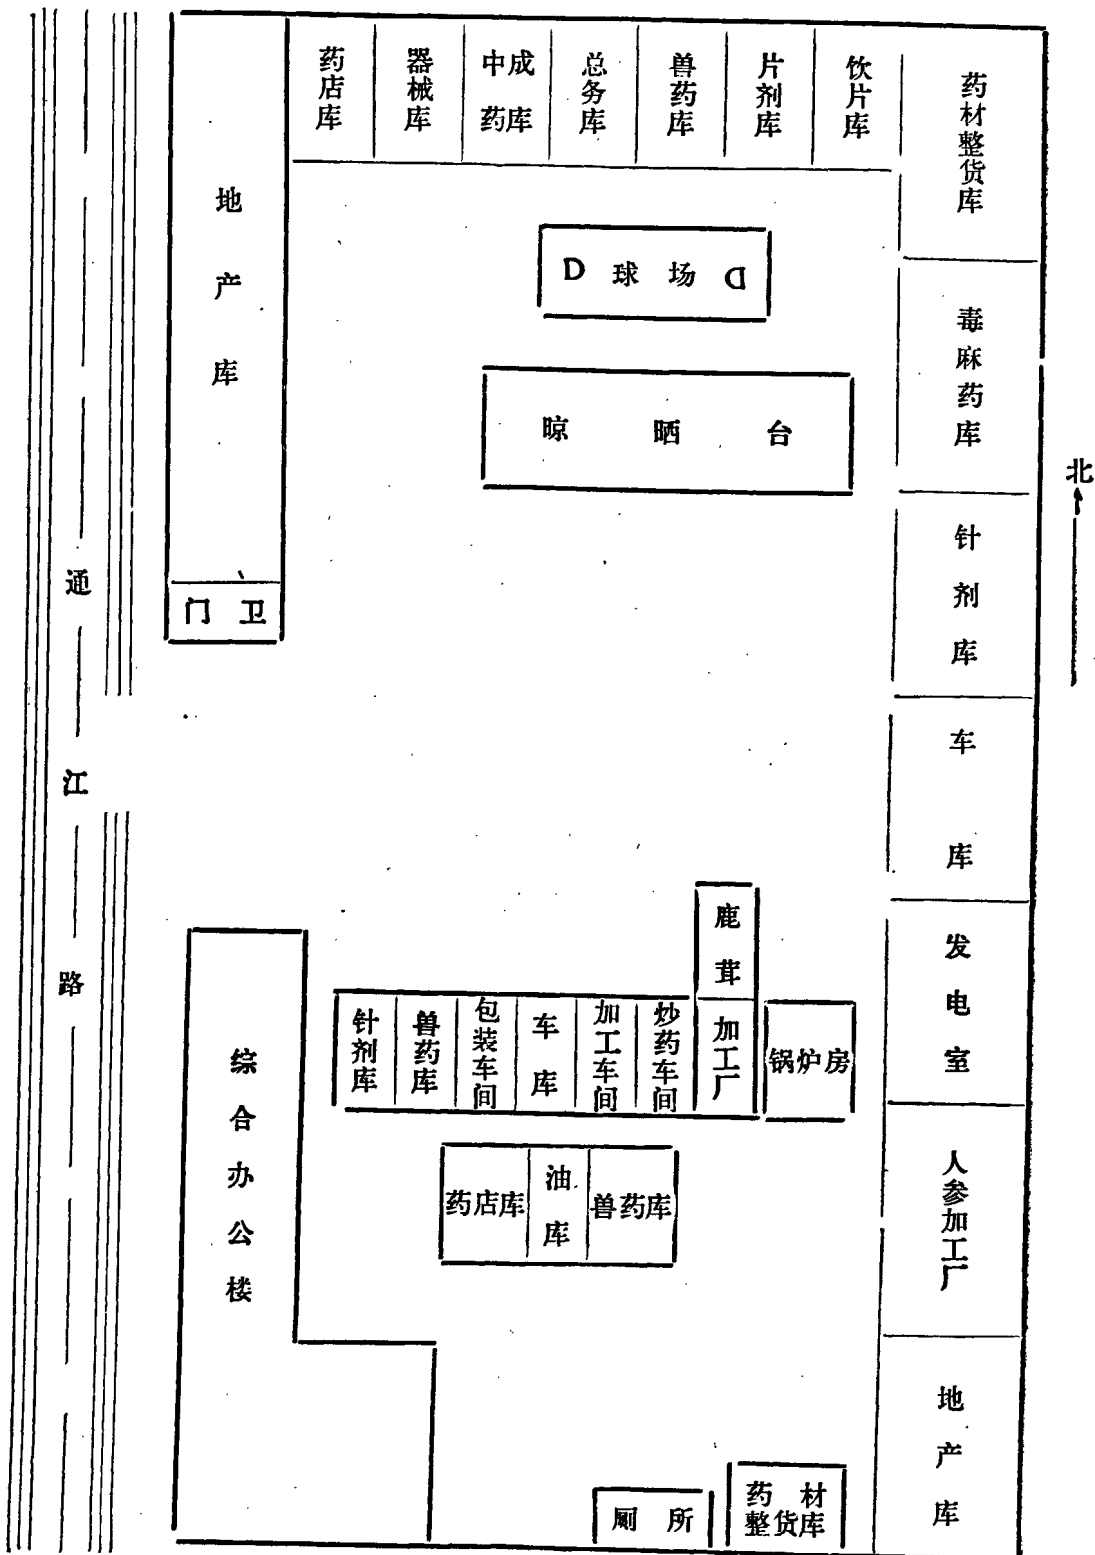 药店库
器械库
中成药库
总务库
兽药库
片剂库
饮片库
药材整货库
地产库
球场
晾晒台
毒麻药库
北
针剂库
门卫
通江路
车库
发电室
鹿茸加工厂
针剂库
兽药库
包装车间
车库
加工车间
炒药车间
锅炉房
综合办公楼
药店库
油库
兽药库
人参加工厂
地产库
厕所
药材
整货库